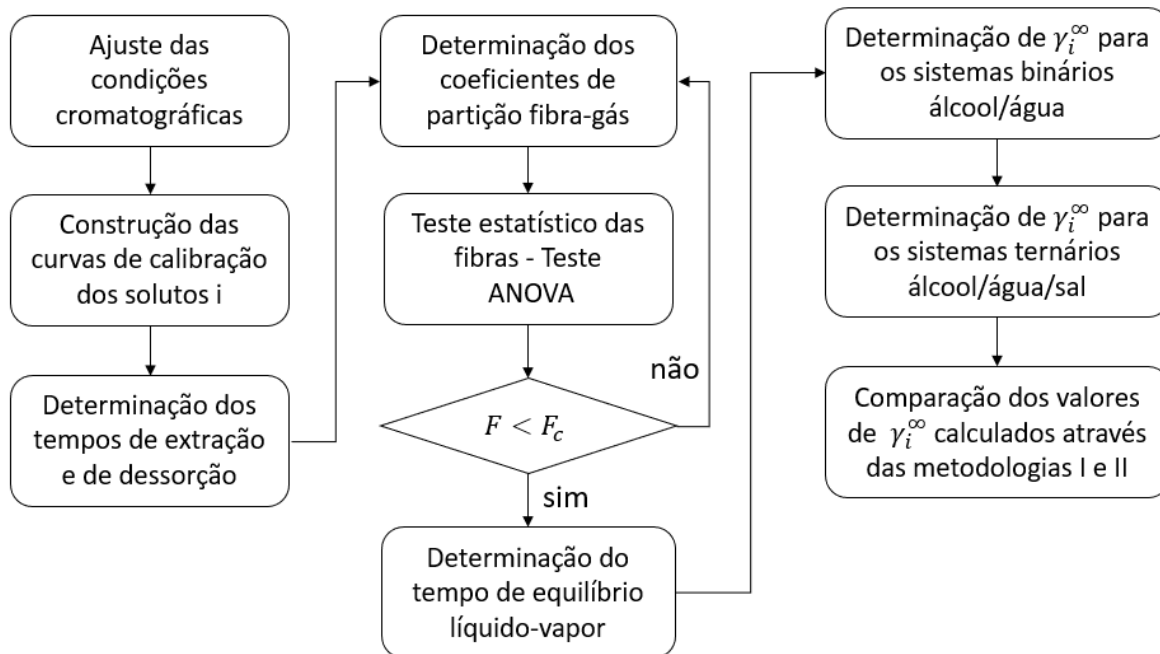 Ajuste das
condições
cromatográficas
Construção das
curvas de calibração
dos solutos i
Determinação dos
tempos de extração
e de dessorção
Determinação dos
coeficientes de
partição fibra-gás
Teste estatístico das
fibras - Teste
ANOVA
F < F_c
não
sim
Determinação do
tempo de equilíbrio
líquido-vapor
Determinação de γ_i^∞ para
os sistemas binários
álcool/água
Determinação de γ_i^∞ para
os sistemas ternários
álcool/água/sal
Comparação dos valores
de γ_i^∞ calculados através
das metodologias I e II